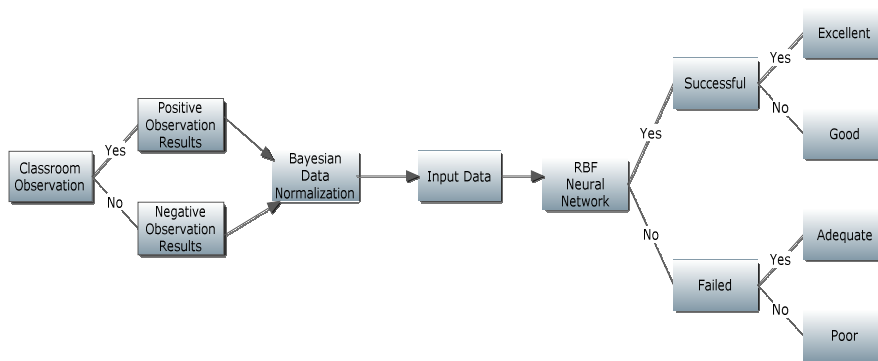 Classroom
Observation
Yes
No
Positive
Observation
Results
Negative
Observation
Results
Bayesian
Data
Normalization
Input Data
RBF
Neural
Network
Yes
No
Successful
Yes
No
Excellent
Good
Failed
Yes
No
Adequate
Poor